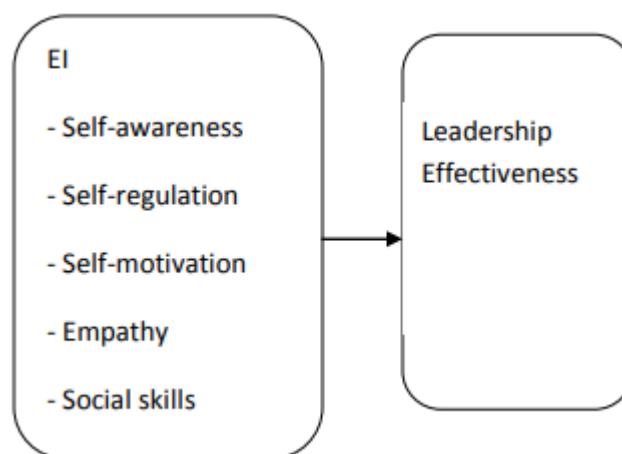 EI
- Self-awareness
- Self-regulation
- Self-motivation
- Empathy
- Social skills
Leadership
Effectiveness